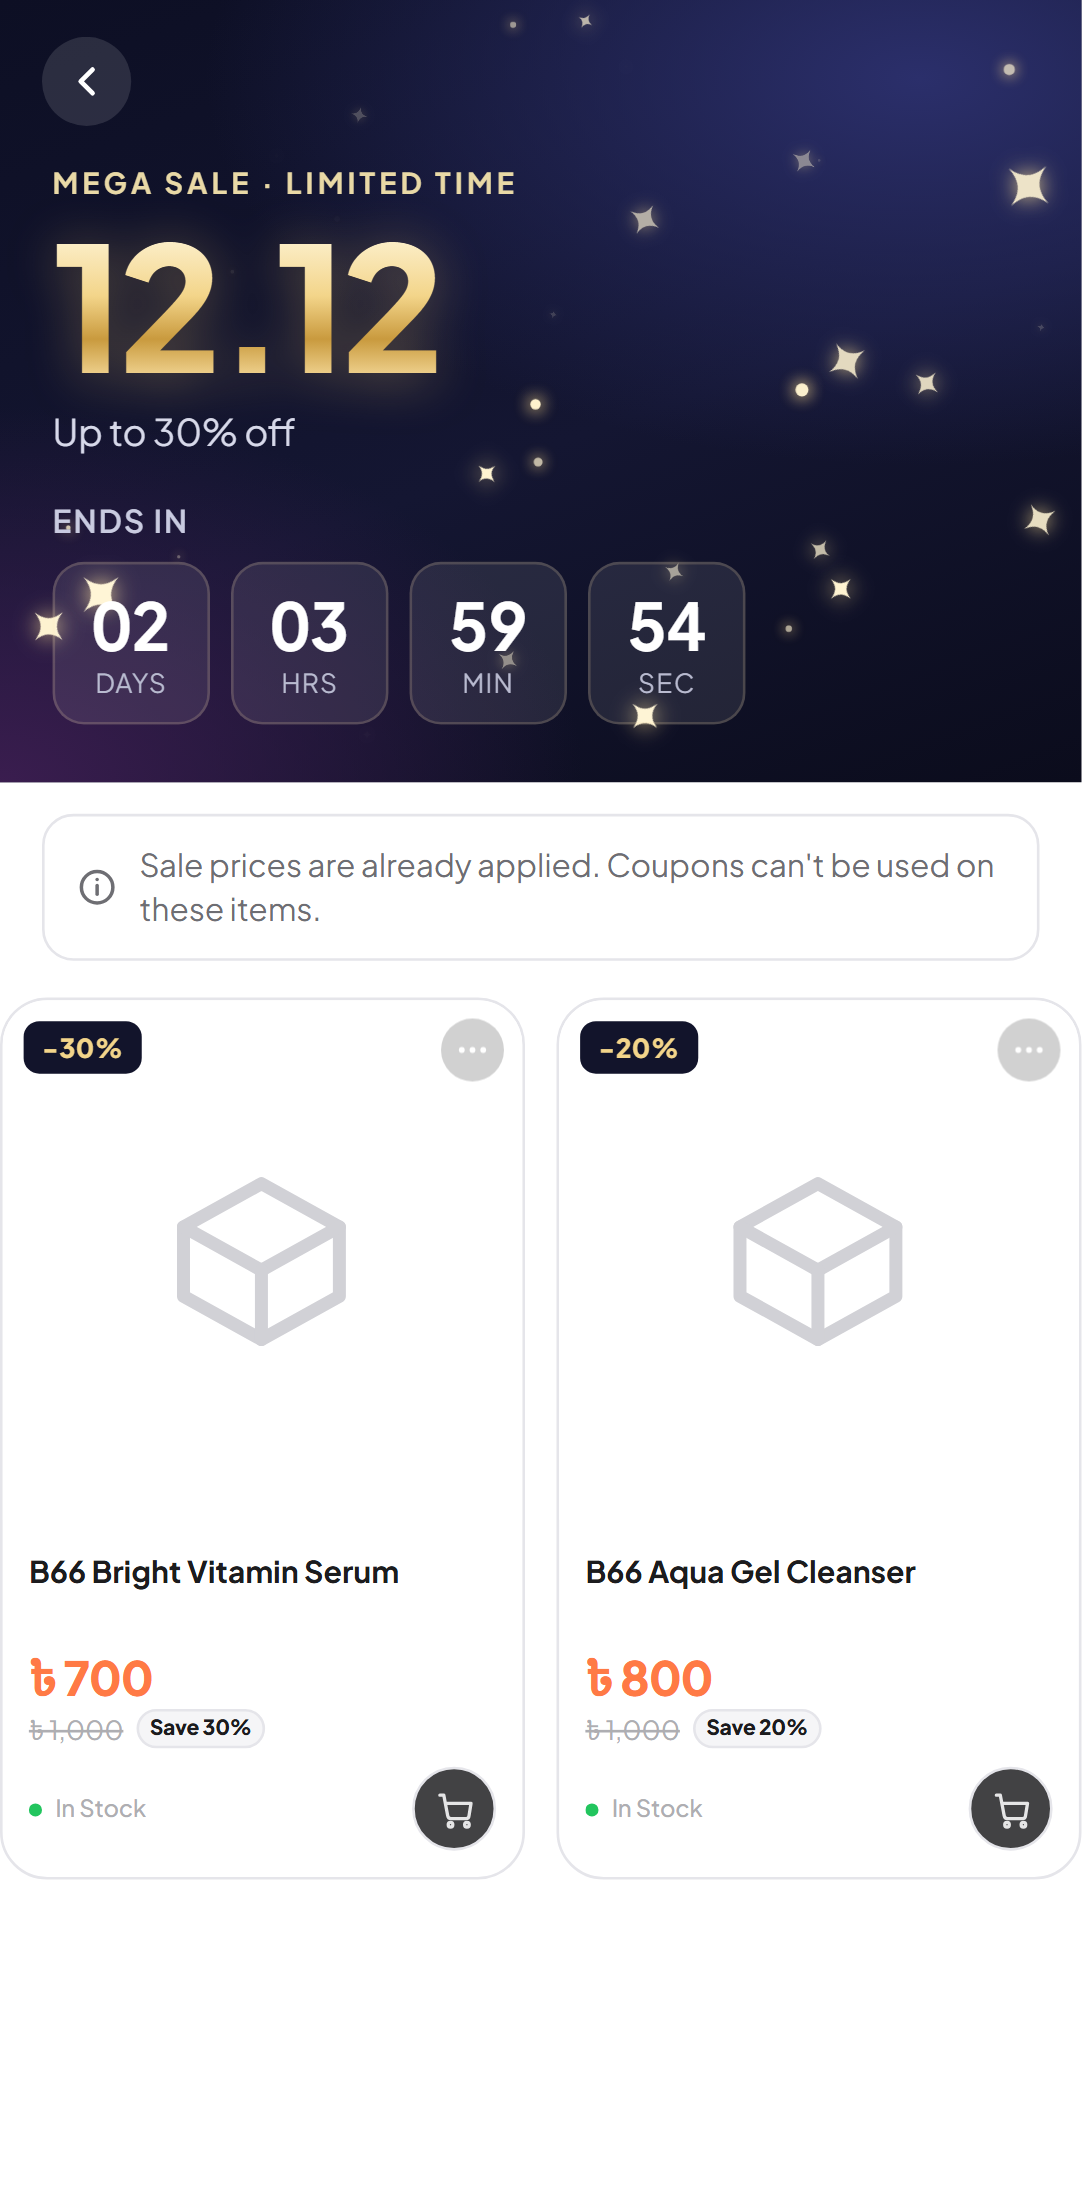 MEGA SALE · LIMITED TIME
12.12
Up to 30% off
ENDS IN
02 03 59 54
DAYS HRS MIN SEC
Sale prices are already applied. Coupons can't be used on
these items.
-30%
B66 Bright Vitamin Serum
৳ 700
৳ 1,000 Save 30%
In Stock
-20%
B66 Aqua Gel Cleanser
৳ 800
৳ 1,000 Save 20%
In Stock